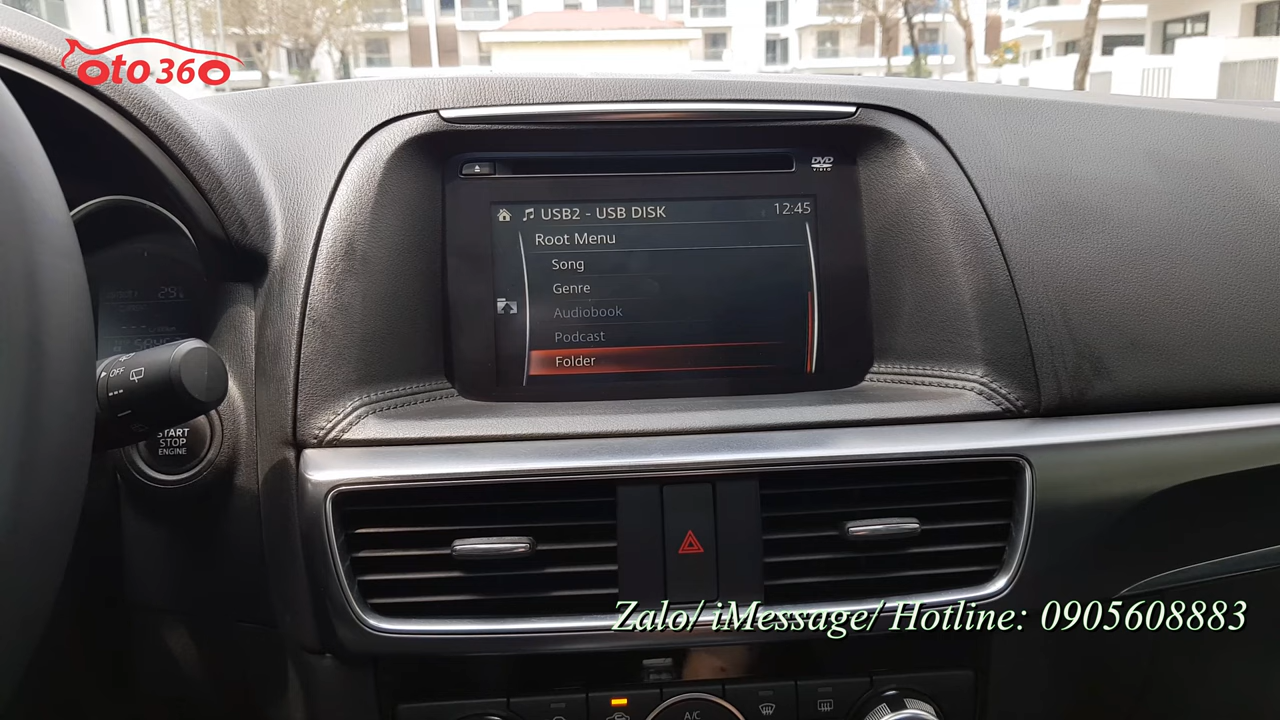 oto360
DVD
VIDEO
USB2 - USB DISK
12:45
Root Menu
Song
Genre
Audiobook
Podcast
Folder
OFF
START
STOP
ENGINE
Zalo/ iMessage/ Hotline: 0905608883
A/C